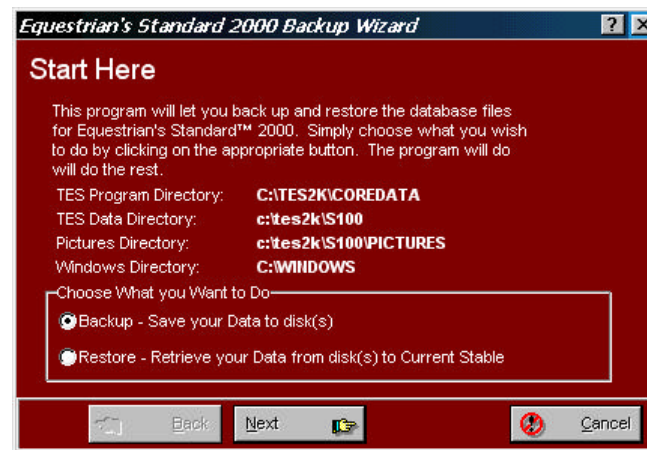 Equestrian's Standard 2000 Backup Wizard
Start Here
This program will let you back up and restore the database files
for Equestrian's Standard™ 2000. Simply choose what you wish
to do by clicking on the appropriate button. The program will do
will do the rest.
TES Program Directory: C:\TES2K\COREDATA
TES Data Directory: c:\tes2k\S100
Pictures Directory: c:\tes2k\S100\PICTURES
Windows Directory: C:\WINDOWS
Choose What you Want to Do
Backup - Save your Data to disk(s)
Restore - Retrieve your Data from disk(s) to Current Stable
Back Next Cancel